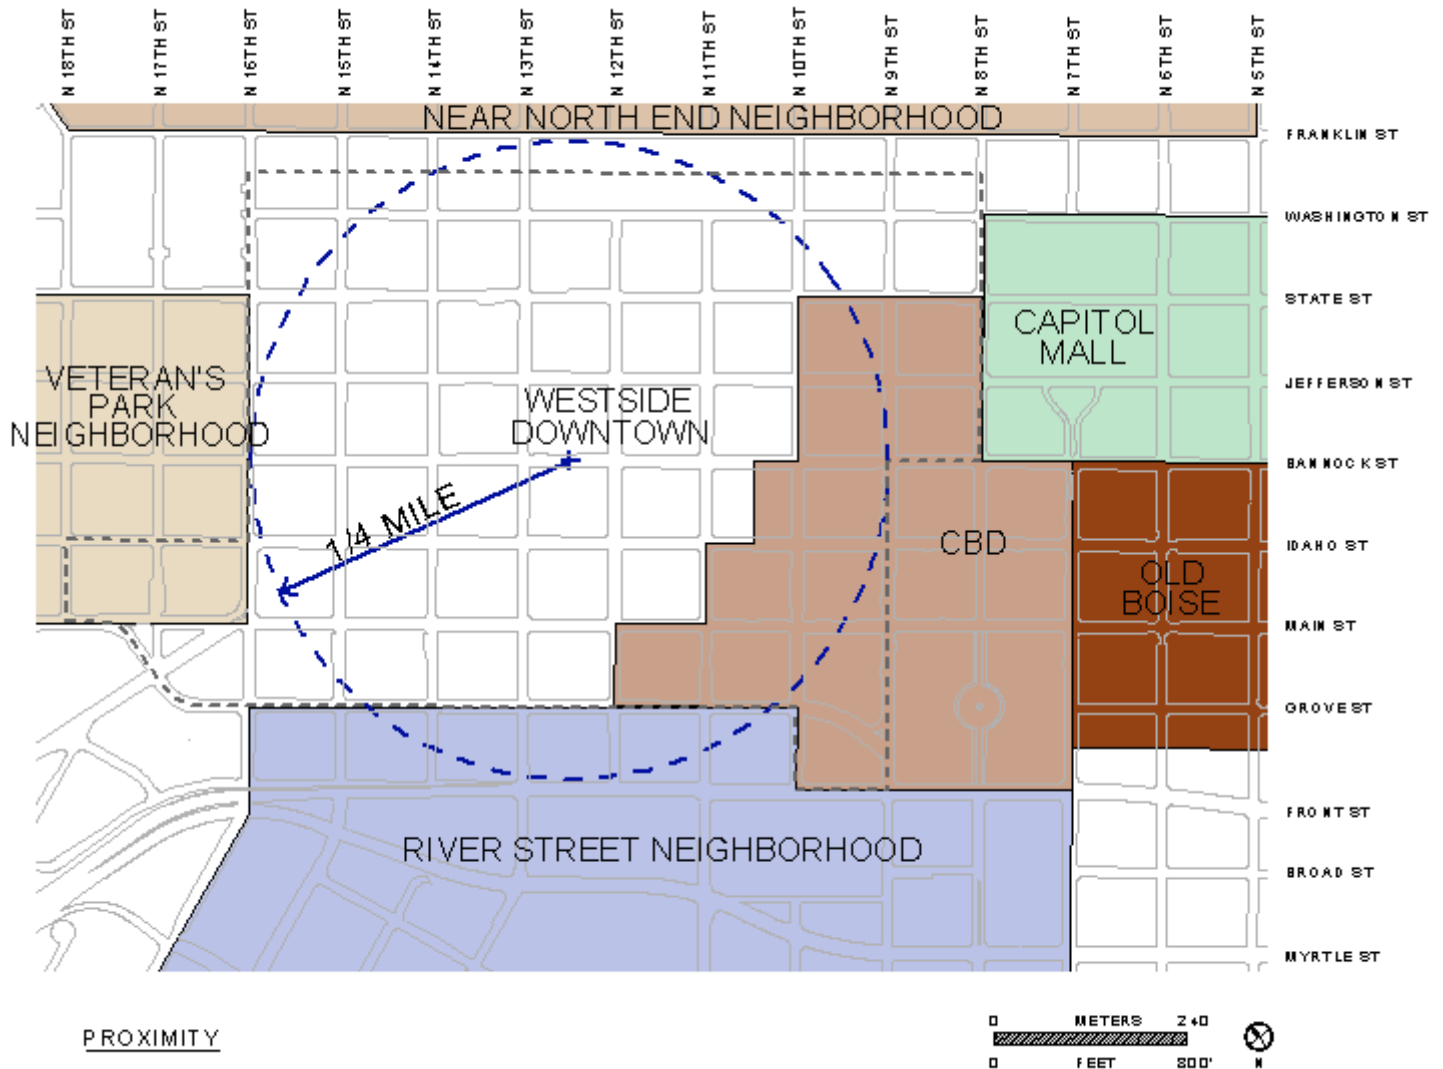 N 18TH ST
N 17TH ST
N 16TH ST
N 15TH ST
N 14TH ST
N 13TH ST
N 12TH ST
N 11TH ST
N 10TH ST
N 9TH ST
N 8TH ST
N 7TH ST
N 6TH ST
N 5TH ST
NEAR NORTH END NEIGHBORHOOD
FRANKLIN ST
WASHINGTON ST
STATE ST
CAPITOL
MALL
VETERAN'S
PARK
NEIGHBORHOOD
JEFFERSON ST
WESTSIDE
DOWNTOWN
BANNOCK ST
1/4 MILE
CBD
IDAHO ST
OLD
BOISE
MAIN ST
GROVE ST
FRONT ST
RIVER STREET NEIGHBORHOOD
BROAD ST
MYRTLE ST
PROXIMITY
0 METERS 240
0 FEET 800'
N